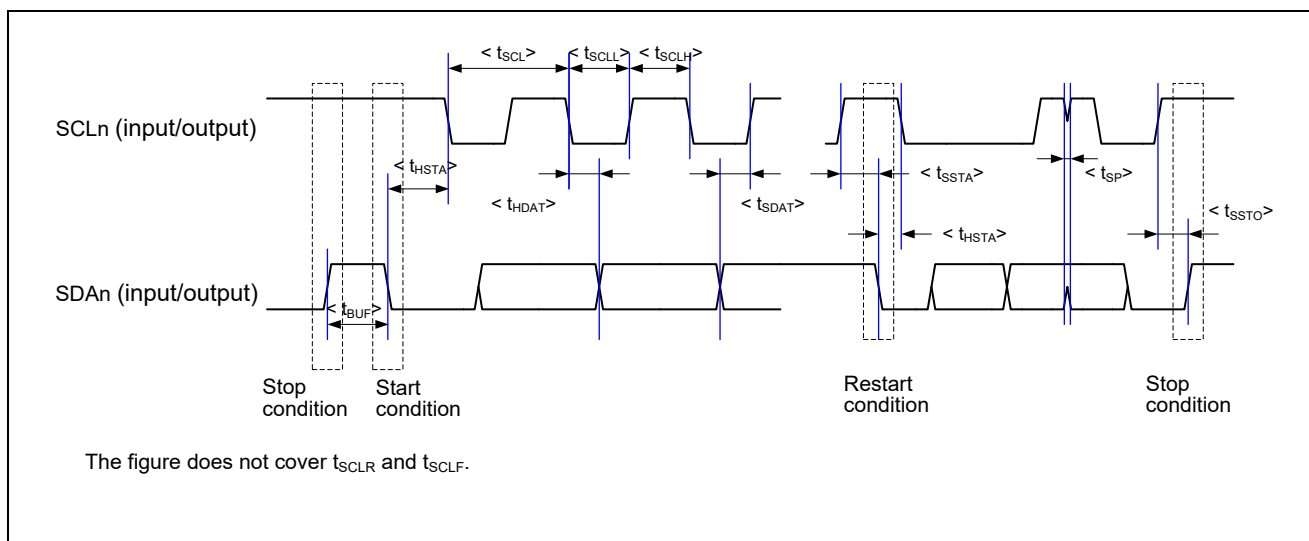 < tSCL>
< tSCLL>
< tSCLH>
SCLn (input/output)
< tHSTA>
< tHDAT>
< tSDAT>
< tSSTA>
< tHSTA>
< tSP>
< tSSTO>
SDAn (input/output)
< tBUF>
Stop
condition
Start
condition
Restart
condition
Stop
condition
The figure does not cover tSCLR and tSCLF.